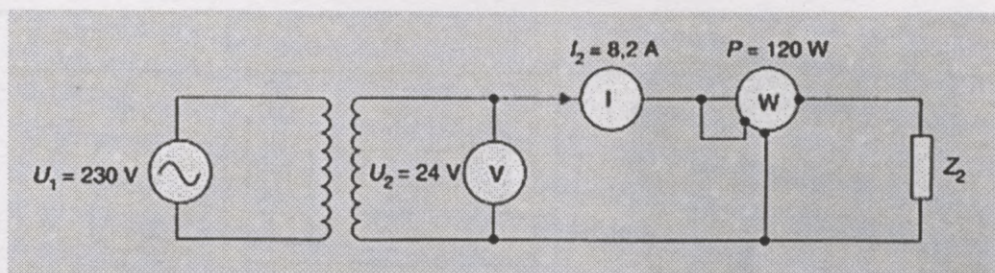 I₂ = 8,2 A P = 120 W
I W
U₁ = 230 V U₂ = 24 V V Z₂